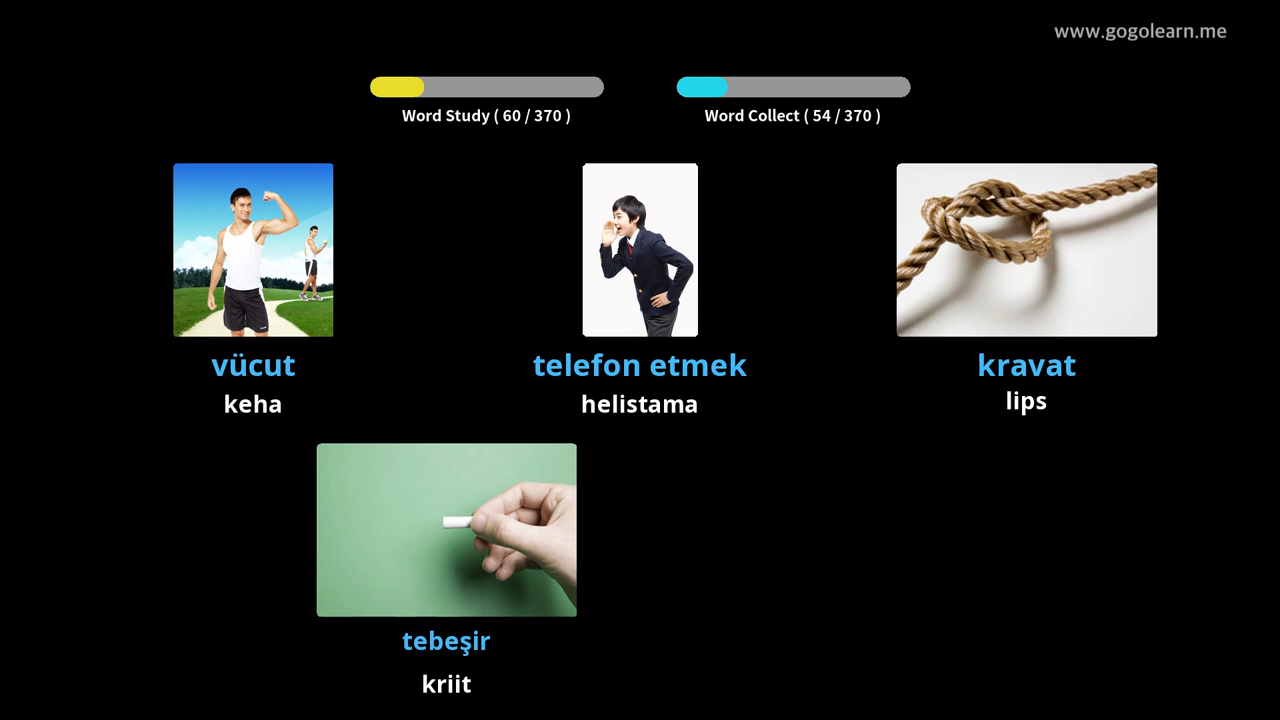 www.gogolearn.me
Word Study ( 60 / 370 )
Word Collect ( 54 / 370 )
vücut
keha
telefon etmek
helistama
kravat
lips
tebeşir
kriit